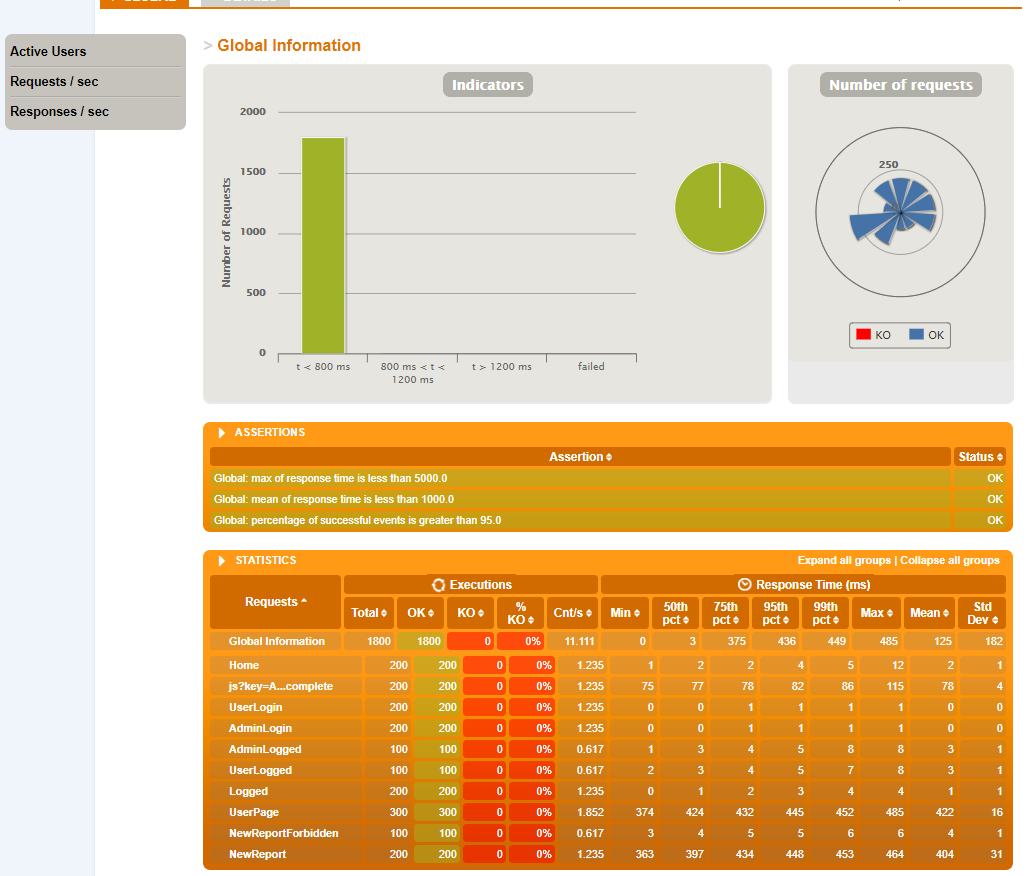 Active Users
Requests / sec
Responses / sec
> Global Information
Indicators
Number of Requests
2000
1500
1000
500
0
t < 800 ms
800 ms < t <
1200 ms
t > 1200 ms
failed
Number of requests
250
KO OK
ASSERTIONS
Assertion Status
Global: max of response time is less than 5000.0 OK
Global: mean of response time is less than 1000.0 OK
Global: percentage of successful events is greater than 95.0 OK
STATISTICS Expand all groups | Collapse all groups
Requests Executions Response Time (ms)
Total OK KO % KO Cnt/s Min 50th pct 75th pct 95th pct 99th pct Max Mean Std Dev
Global Information 1800 1800 0 0% 11.111 0 3 375 436 449 485 125 182
Home 200 200 0 0% 1.235 1 2 2 4 5 12 2 1
js?key=A...complete 200 200 0 0% 1.235 75 77 78 82 86 115 78 4
UserLogin 200 200 0 0% 1.235 0 0 1 1 1 1 0 0
AdminLogin 200 200 0 0% 1.235 0 0 1 1 1 1 0 0
AdminLogged 100 100 0 0% 0.617 1 3 4 5 8 8 3 1
UserLogged 100 100 0 0% 0.617 2 3 4 5 7 8 3 1
Logged 200 200 0 0% 1.235 0 1 2 3 4 4 1 1
UserPage 300 300 0 0% 1.852 374 424 432 445 452 485 422 16
NewReportForbidden 100 100 0 0% 0.617 3 4 5 5 6 6 4 1
NewReport 200 200 0 0% 1.235 363 397 434 448 453 464 404 31